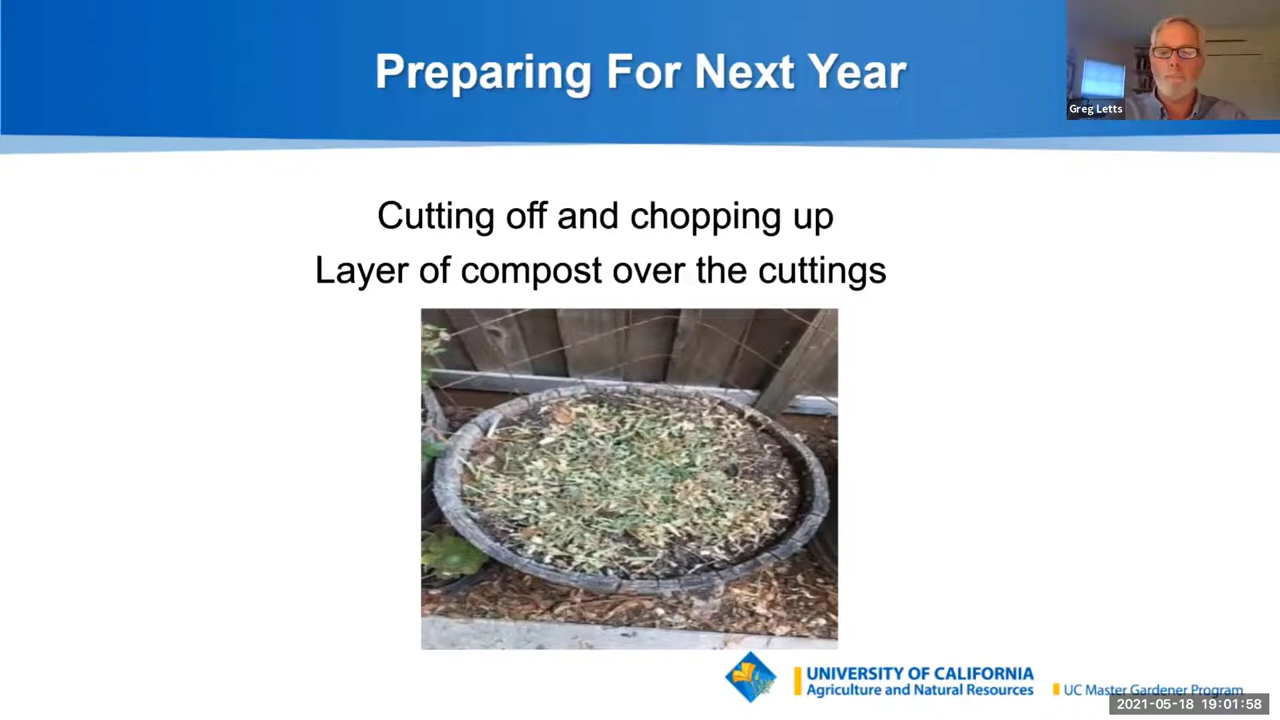 Preparing For Next Year
Greg Letts
Cutting off and chopping up
Layer of compost over the cuttings
UNIVERSITY OF CALIFORNIA
Agriculture and Natural Resources
UC Master Gardener Program
2021-05-18 19:01:58